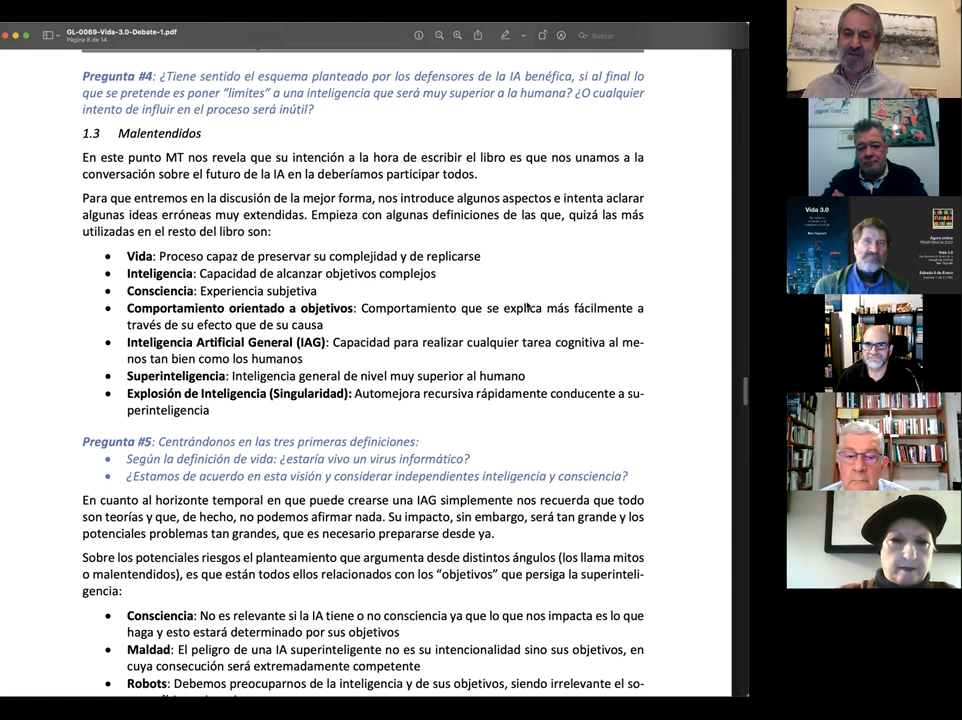 GL-0069-Vida-3.0-Debate-1.pdf
Página 8 de 14
Buscar
Pregunta #4: ¿Tiene sentido el esquema planteado por los defensores de la IA benéfica, si al final lo
que se pretende es poner “limites” a una inteligencia que será muy superior a la humana? ¿O cualquier
intento de influir en el proceso será inútil?
1.3 Malentendidos
En este punto MT nos revela que su intención a la hora de escribir el libro es que nos unamos a la
conversación sobre el futuro de la IA en la deberíamos participar todos.
Para que entremos en la discusión de la mejor forma, nos introduce algunos aspectos e intenta aclarar
algunas ideas erróneas muy extendidas. Empieza con algunas definiciones de las que, quizá las más
utilizadas en el resto del libro son:
• Vida: Proceso capaz de preservar su complejidad y de replicarse
• Inteligencia: Capacidad de alcanzar objetivos complejos
• Consciencia: Experiencia subjetiva
• Comportamiento orientado a objetivos: Comportamiento que se explica más fácilmente a
través de su efecto que de su causa
• Inteligencia Artificial General (IAG): Capacidad para realizar cualquier tarea cognitiva al me-
nos tan bien como los humanos
• Superinteligencia: Inteligencia general de nivel muy superior al humano
• Explosión de Inteligencia (Singularidad): Automejora recursiva rápidamente conducente a su-
perinteligencia
Pregunta #5: Centrándonos en las tres primeras definiciones:
• Según la definición de vida: ¿estaría vivo un virus informático?
• ¿Estamos de acuerdo en esta visión y considerar independientes inteligencia y consciencia?
En cuanto al horizonte temporal en que puede crearse una IAG simplemente nos recuerda que todo
son teorías y que, de hecho, no podemos afirmar nada. Su impacto, sin embargo, será tan grande y los
potenciales problemas tan grandes, que es necesario prepararse desde ya.
Sobre los potenciales riesgos el planteamiento que argumenta desde distintos ángulos (los llama mitos
o malentendidos), es que están todos ellos relacionados con los “objetivos” que persiga la superinteli-
gencia:
• Consciencia: No es relevante si la IA tiene o no consciencia ya que lo que nos impacta es lo que
haga y esto estará determinado por sus objetivos
• Maldad: El peligro de una IA superinteligente no es su intencionalidad sino sus objetivos, en
cuya consecución será extremadamente competente
• Robots: Debemos preocuparnos de la inteligencia y de sus objetivos, siendo irrelevante el so-
Vida 3.0